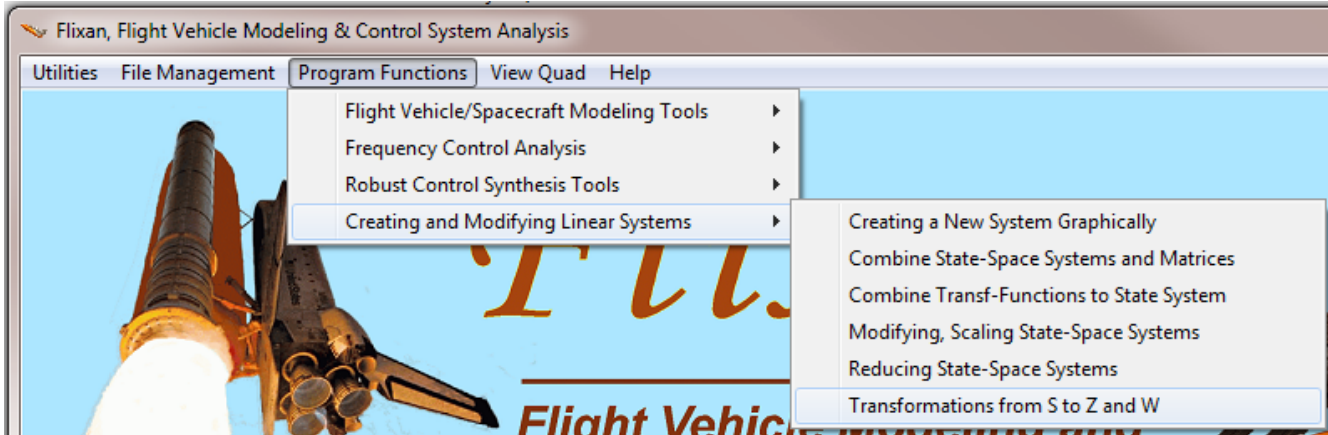 Flixan, Flight Vehicle Modeling & Control System Analysis
Utilities File Management Program Functions View Quad Help
Flight Vehicle/Spacecraft Modeling Tools
Frequency Control Analysis
Robust Control Synthesis Tools
Creating and Modifying Linear Systems
Creating a New System Graphically
Combine State-Space Systems and Matrices
Combine Transf-Functions to State System
Modifying, Scaling State-Space Systems
Reducing State-Space Systems
Transformations from S to Z and W
Flight Vehicle